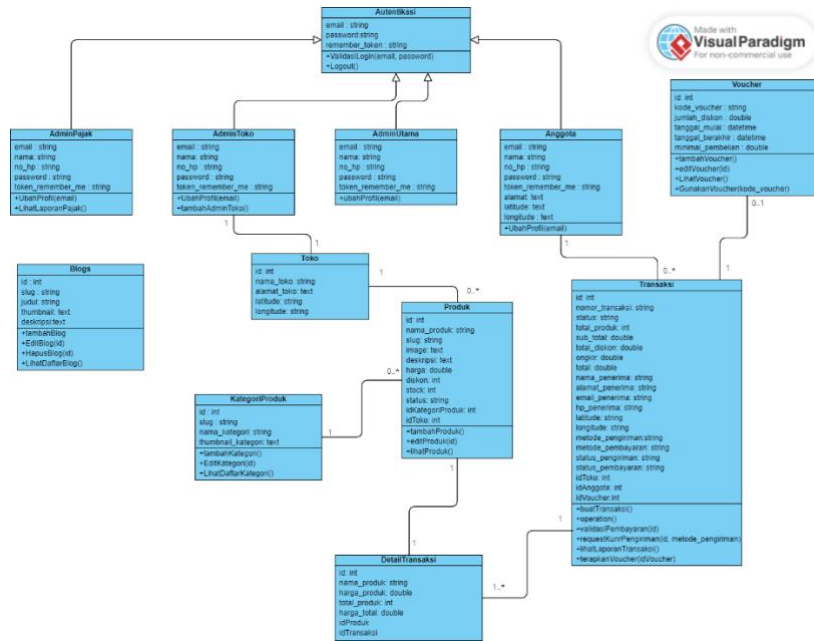 Autentikasi
email : string
password:string
remember_token : string
+ValidasiLogin(email, password)
+Logout()
Made with
Visual Paradigm
For non-commercial use
Voucher
id: int
kode_voucher : string
jumlah_diskon : double
tanggal_mulai : datetime
tanggal_berakhir : datetime
minimal_pembelian : double
+tambahVoucher()
+editVoucher(id)
+LihatVoucher()
+GunakanVoucher(kode_voucher)
0..1
1
AdminPajak
email : string
nama: string
no_hp : string
password : string
token_remember_me : string
+UbahProfil(email)
+LihatLaporanPajak()
AdminToko
email : string
nama: string
no_hp : string
password : string
token_remember_me : string
+UbahProfil(email)
+tambahAdminToko()
1
1
AdminUtama
email : string
nama: string
no_hp : string
password : string
token_remember_me : string
+ubahProfil(email)
Anggota
email : string
nama: string
no_hp : string
password : string
token_remember_me : string
alamat: text
latitude: string
longitude : text
+UbahProfil(email)
1
0..*
Blogs
id : int
slug : string
judul: string
thumbnail: text
deskripsi:text
+tambahBlog
+EditBlog(id)
+HapusBlog(id)
+LihatDaftarBlog()
Toko
id: int
nama_toko: string
alamat_toko: text
latitude: string
longitude: string
1
0..*
Produk
id: int
nama_produk: string
slug: string
image: text
deskripsi: text
harga: double
diskon: int
stock: int
status: string
idKategoriProduk: int
idToko: int
+tambahProduk()
+editProduk(id)
+lihatProduk()
0..*
1
KategoriProduk
id : int
slug : string
nama_kategori: string
thumbnail_kategori: text
+tambahKategori()
+EditKategori(id)
+LihatDaftarKategori()
Transaksi
id: int
nomor_transaksi: string
status: string
total_produk: int
sub_total: double
total_diskon: double
ongkir: double
total: double
nama_penerima: string
alamat_penerima: string
email_penerima: string
hp_penerima: string
latitude: string
longitude: string
metode_pengiriman:string
metode_pembayaran: string
status_pengiriman: string
status_pembayaran: string
idToko: int
idAnggota: int
idVoucher:int
+buatTransaksi()
+operation()
+validasiPembayaran(id)
+requestKurirPengiriman(id, metode_pengiriman)
+lihatLaporanTransaksi()
+terapkanVoucher(idVoucher)
1
1
1
1..*
DetailTransaksi
id: int
nama_produk: string
harga_produk: double
total_produk: int
harga_total: double
idProduk
idTransaksi